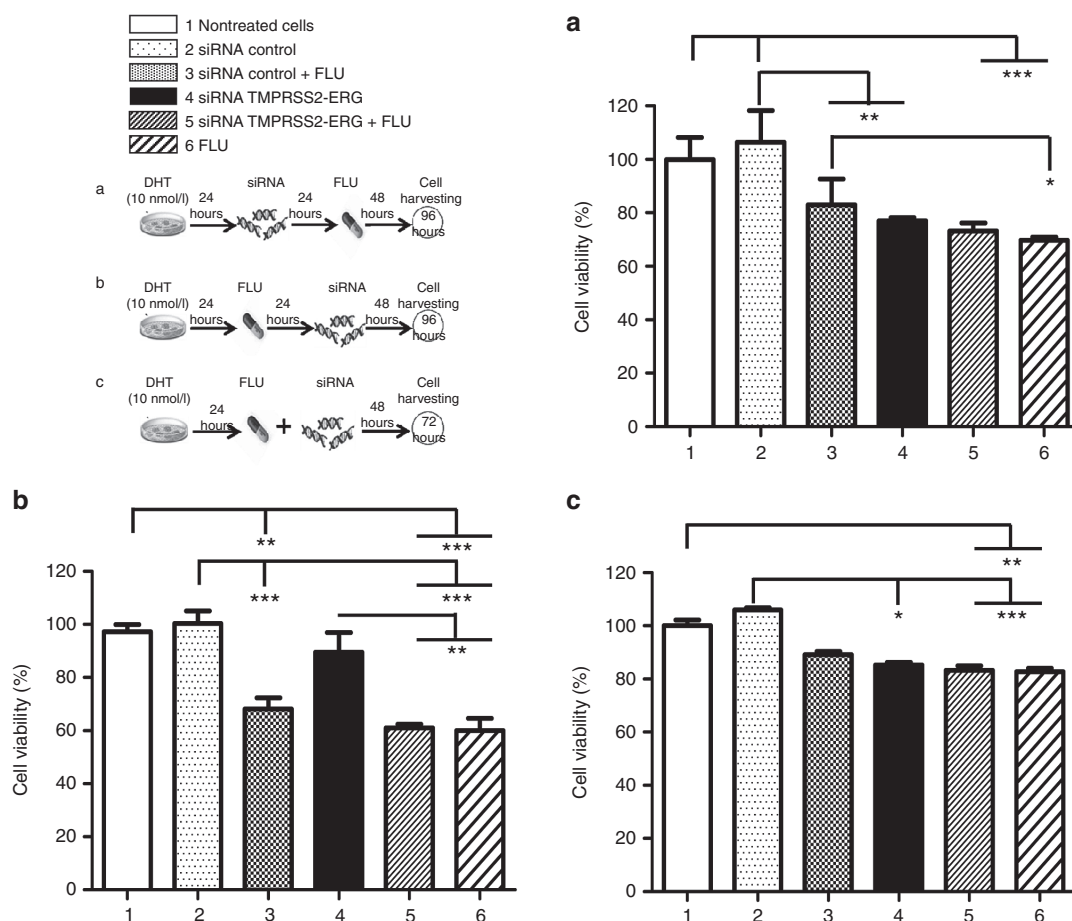 1 Nontreated cells
2 siRNA control
3 siRNA control + FLU
4 siRNA TMPRSS2-ERG
5 siRNA TMPRSS2-ERG + FLU
6 FLU
a
DHT
(10 nmol/l)
24
hours
siRNA
24
hours
FLU
48
hours
Cell
harvesting
96
hours
b
DHT
(10 nmol/l)
24
hours
FLU
24
hours
siRNA
48
hours
Cell
harvesting
96
hours
c
DHT
(10 nmol/l)
24
hours
FLU
+
siRNA
48
hours
Cell
harvesting
72
hours
a
***
**
*
120
100
80
60
40
20
0
Cell viability (%)
1 2 3 4 5 6
b
** ***
*** ***
**
120
100
80
60
40
20
0
Cell viability (%)
1 2 3 4 5 6
c
**
* ***
120
100
80
60
40
20
0
Cell viability (%)
1 2 3 4 5 6